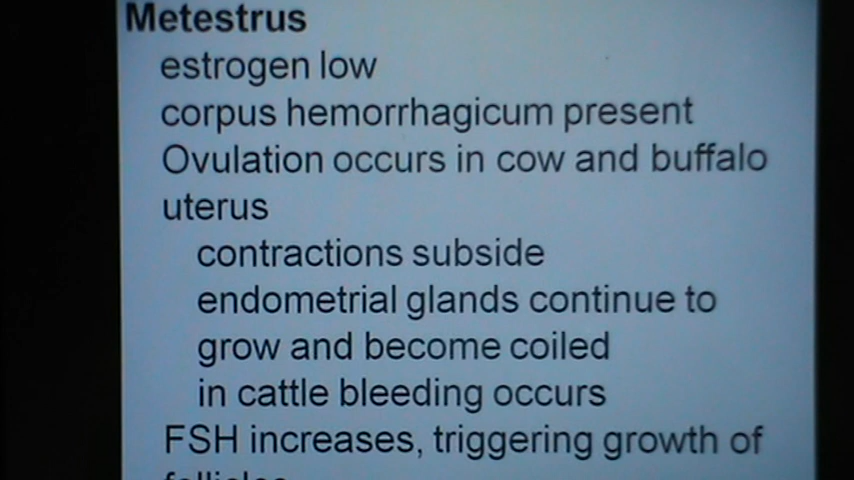 Metestrus
estrogen low
corpus hemorrhagicum present
Ovulation occurs in cow and buffalo
uterus
contractions subside
endometrial glands continue to
grow and become coiled
in cattle bleeding occurs
FSH increases, triggering growth of
follicles